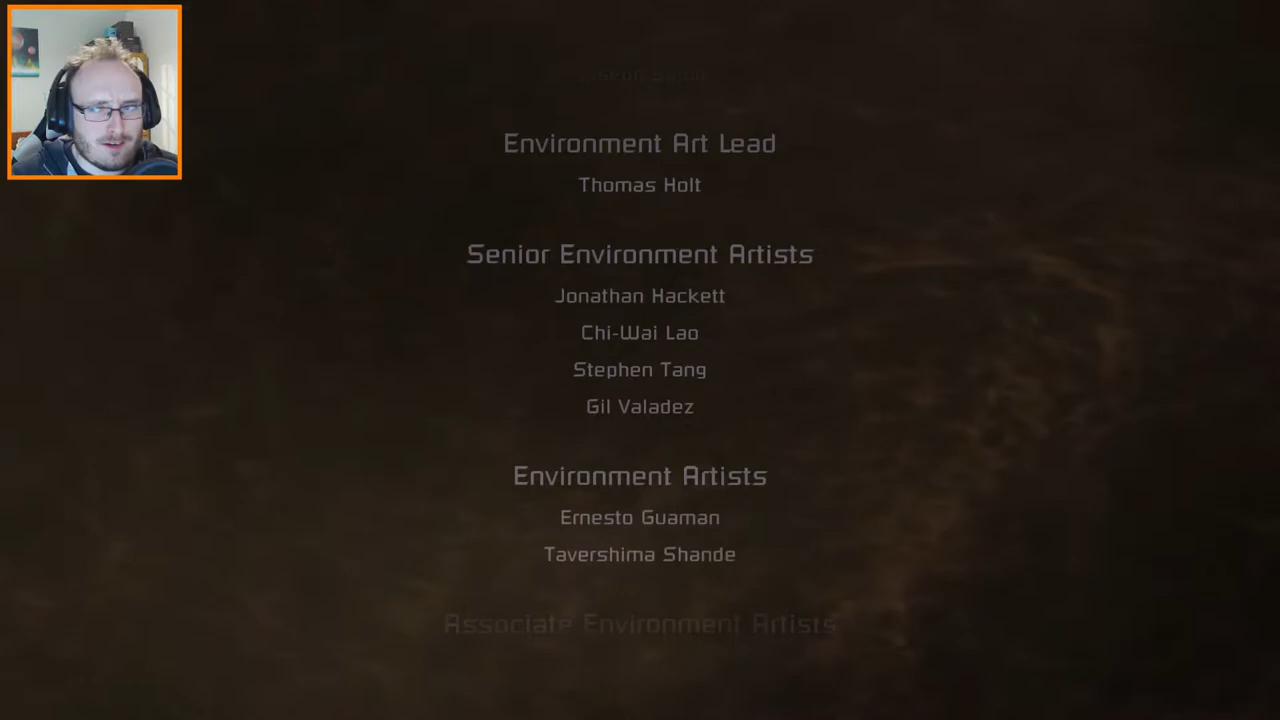 Environment Art Lead
Thomas Holt
Senior Environment Artists
Jonathan Hackett
Chi-Wai Lao
Stephen Tang
Gil Valadez
Environment Artists
Ernesto Guaman
Tavershima Shande
Associate Environment Artists